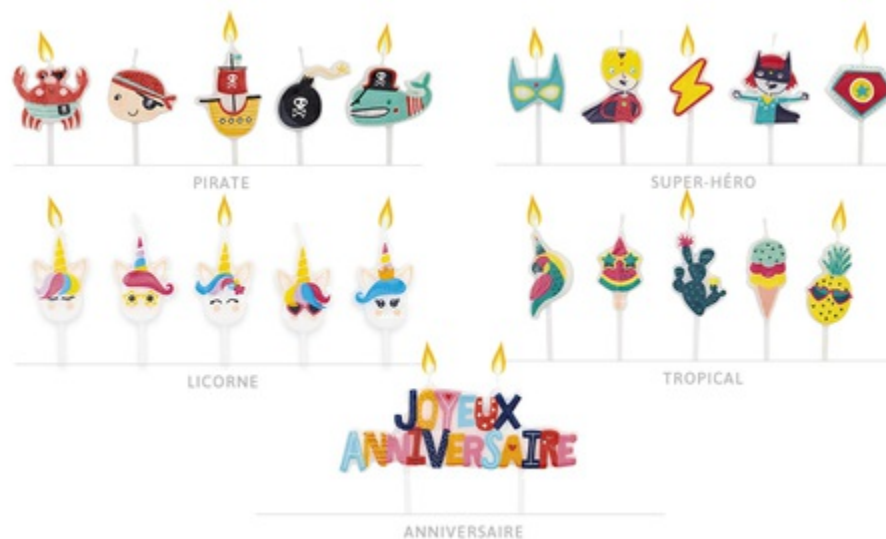 PIRATE
SUPER-HÉRO
LICORNE
TROPICAL
JOYEUX
ANNIVERSAIRE
ANNIVERSAIRE